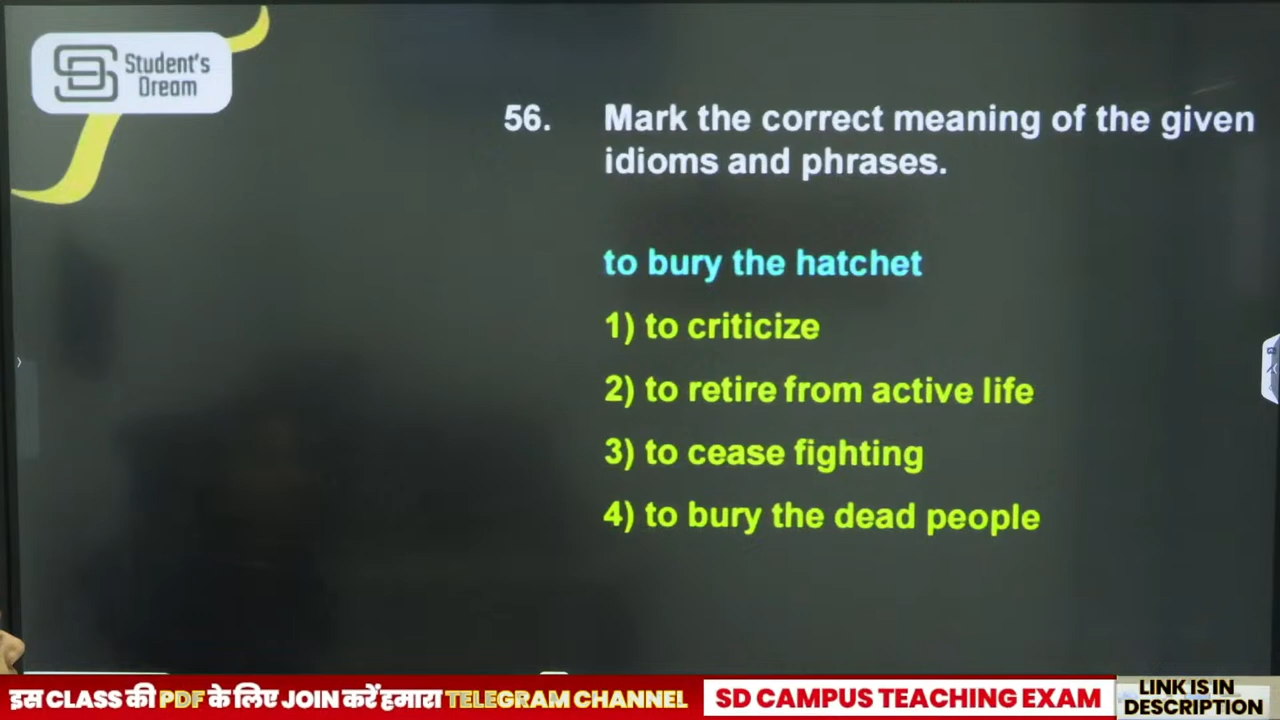 Student's
Dream
56. Mark the correct meaning of the given
idioms and phrases.
to bury the hatchet
1) to criticize
2) to retire from active life
3) to cease fighting
4) to bury the dead people
इस CLASS की PDF के लिए JOIN करें हमारा TELEGRAM CHANNEL
SD CAMPUS TEACHING EXAM
LINK IS IN
DESCRIPTION